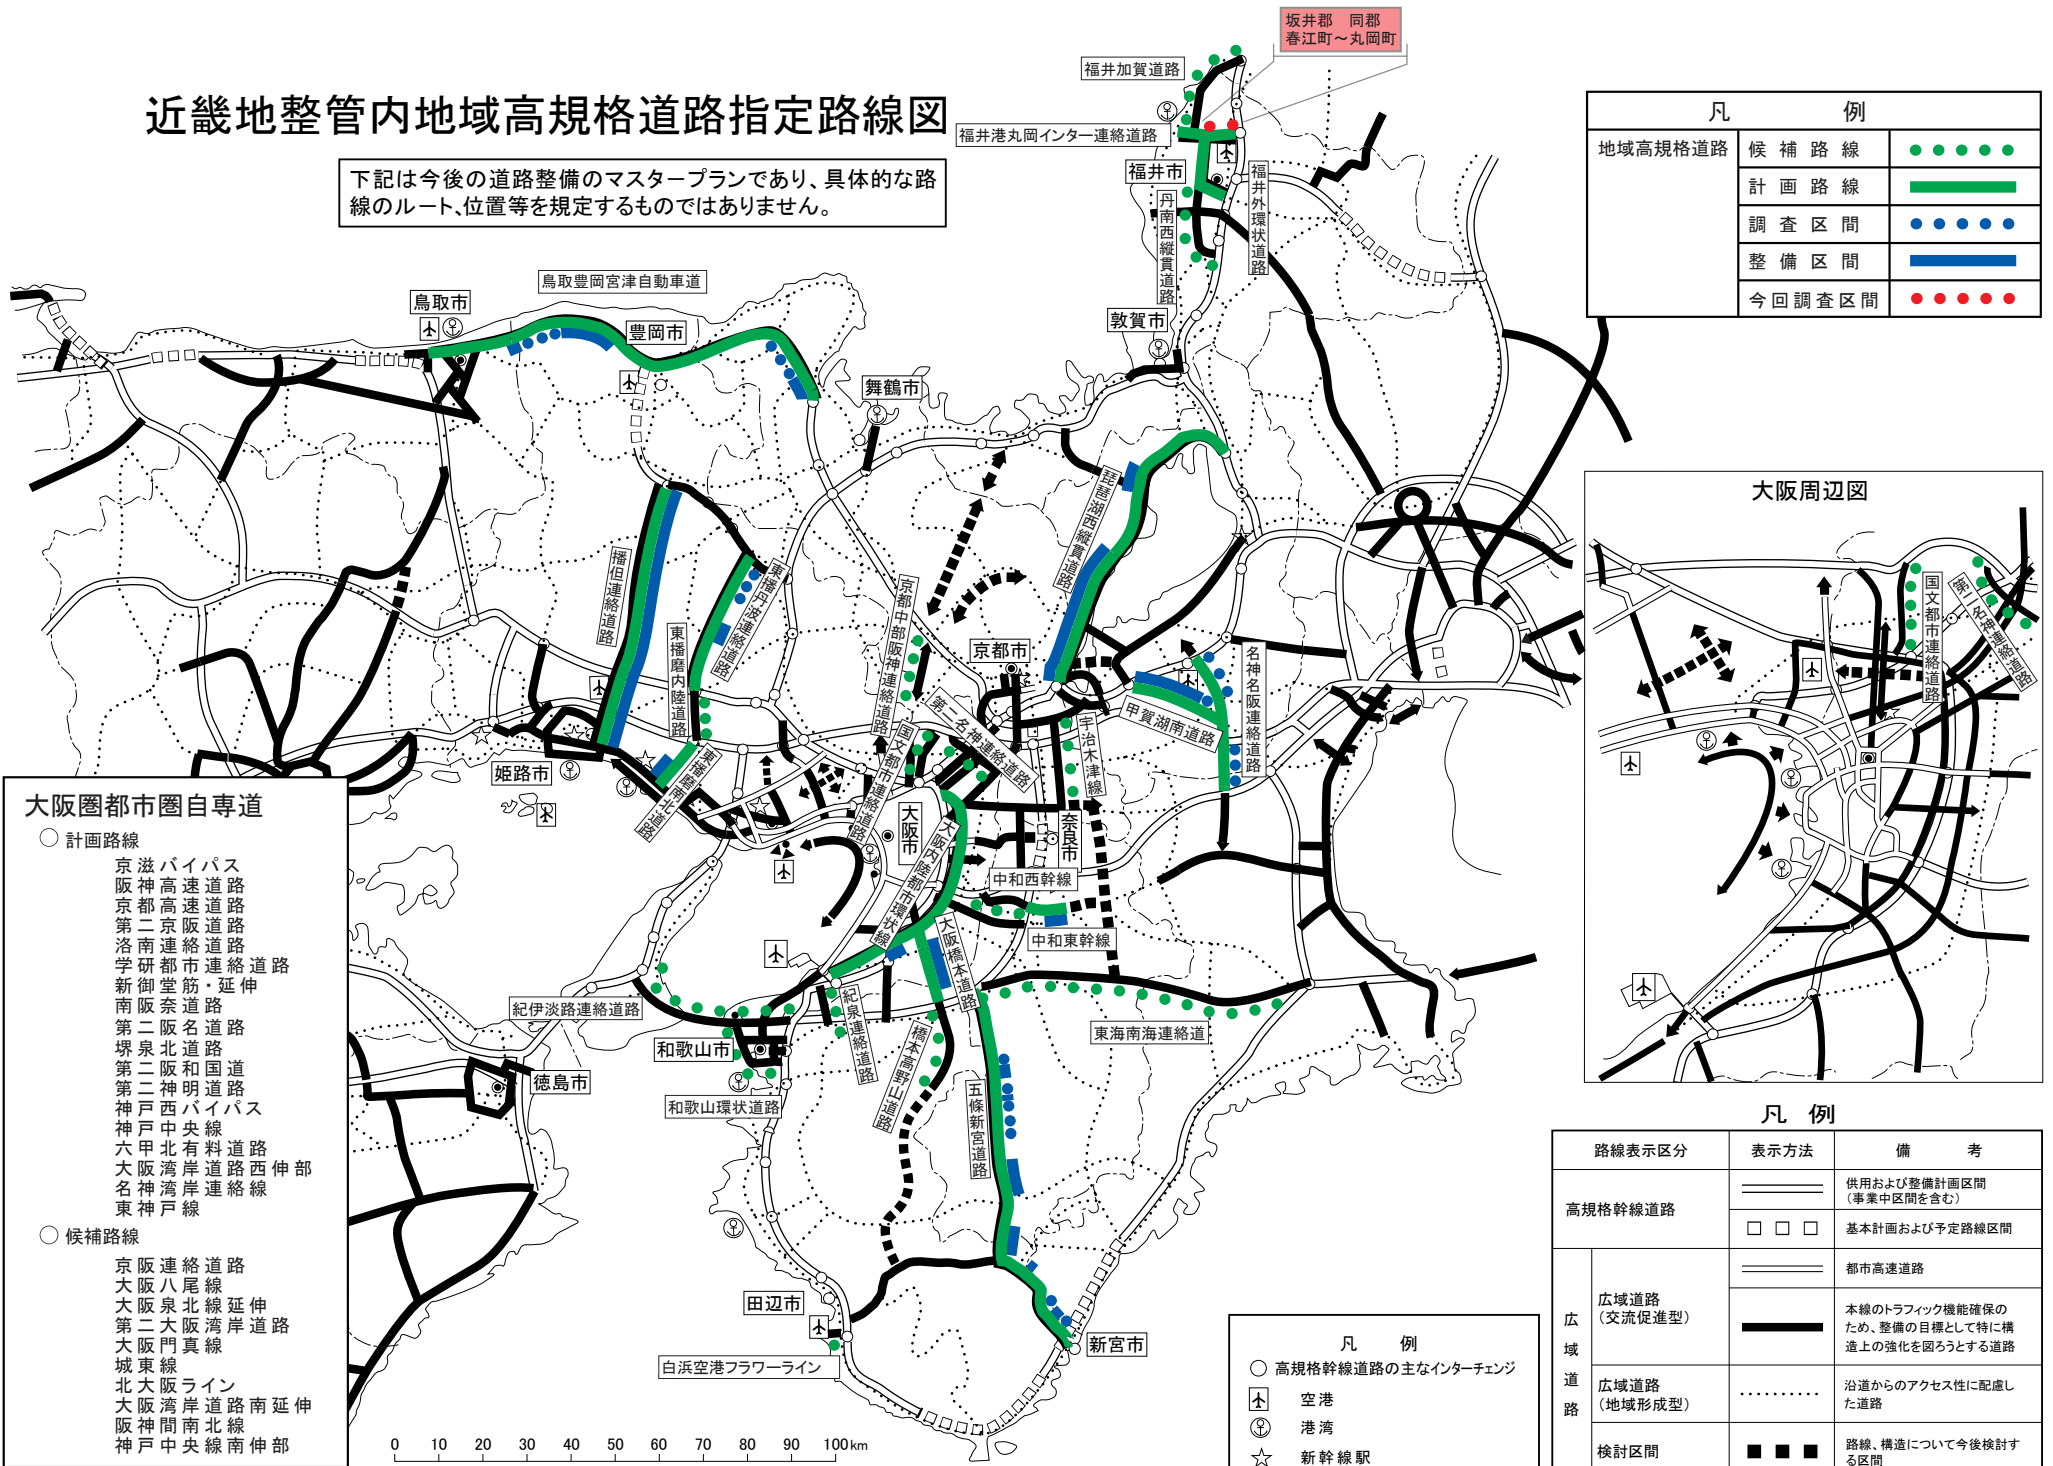 近畿地整管内地域高規格道路指定路線図
下記は今後の道路整備のマスタープランであり、具体的な路
線のルート、位置等を規定するものではありません。
坂井郡　同郡
春江町～丸岡町
福井加賀道路
福井港丸岡インター連絡道路
福井市
丹南西縦貫道路
福井外環状道路
敦賀市
凡　例
地域高規格道路
候補路線
計画路線
調査区間
整備区間
今回調査区間
鳥取豊岡宮津自動車道
鳥取市
豊岡市
舞鶴市
琵琶湖西縦貫道路
播但連絡道路
東播丹波連絡道路
東播磨内陸道路
京都中部阪神連絡道路
京都市
第二名神連絡道路
国文都市連絡道路
宇治木津線
甲賀湖南道路
名神名阪連絡道路
姫路市
東播磨南北道路
大阪市
大阪内陸都市環状線
奈良市
中和西幹線
中和東幹線
大阪橋本道路
紀伊淡路連絡道路
紀泉連絡道路
橋本高野山道路
東海南海連絡道
和歌山市
和歌山環状道路
徳島市
五條新宮道路
田辺市
白浜空港フラワーライン
新宮市
大阪周辺図
国文都市連絡道路
第二名神連絡道路
大阪圏都市圏自専道
○ 計画路線
京滋バイパス
阪神高速道路
京都高速道路
第二京阪道路
洛南連絡道路
学研都市連絡道路
新御堂筋・延伸
南阪奈道路
第二阪名道路
堺泉北道路
第二阪和国道
第二神明道路
神戸西バイパス
神戸中央線
六甲北有料道路
大阪湾岸道路西伸部
名神湾岸連絡線
東神戸線
○ 候補路線
京阪連絡道路
大阪八尾線
大阪泉北線延伸
第二大阪湾岸道路
大阪門真線
城東線
北大阪ライン
大阪湾岸道路南延伸
阪神間南北線
神戸中央線南伸部
0 10 20 30 40 50 60 70 80 90 100km
凡　例
○ 高規格幹線道路の主なインターチェンジ
空港
港湾
☆ 新幹線駅
凡　例
路線表示区分
表示方法
備　考
高規格幹線道路
供用および整備計画区間
（事業中区間を含む）
基本計画および予定路線区間
広域道路
広域道路
（交流促進型）
都市高速道路
本線のトラフィック機能確保の
ため、整備の目標として特に構
造上の強化を図ろうとする道路
広域道路
（地域形成型）
沿道からのアクセス性に配慮し
た道路
検討区間
路線、構造について今後検討す
る区間